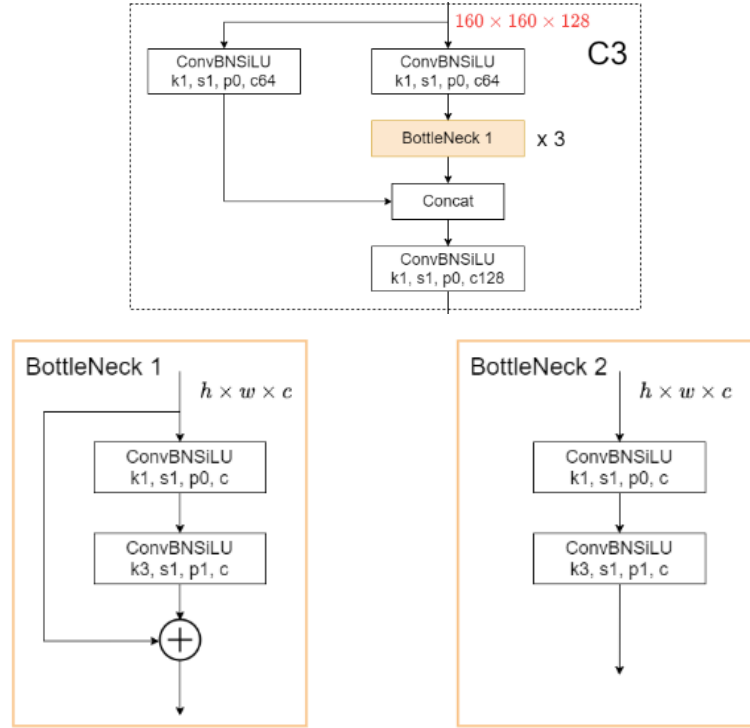 160 × 160 × 128
C3
ConvBNSiLU
k1, s1, p0, c64
ConvBNSiLU
k1, s1, p0, c64
BottleNeck 1
x 3
Concat
ConvBNSiLU
k1, s1, p0, c128
BottleNeck 1
h × w × c
ConvBNSiLU
k1, s1, p0, c
ConvBNSiLU
k3, s1, p1, c
BottleNeck 2
h × w × c
ConvBNSiLU
k1, s1, p0, c
ConvBNSiLU
k3, s1, p1, c